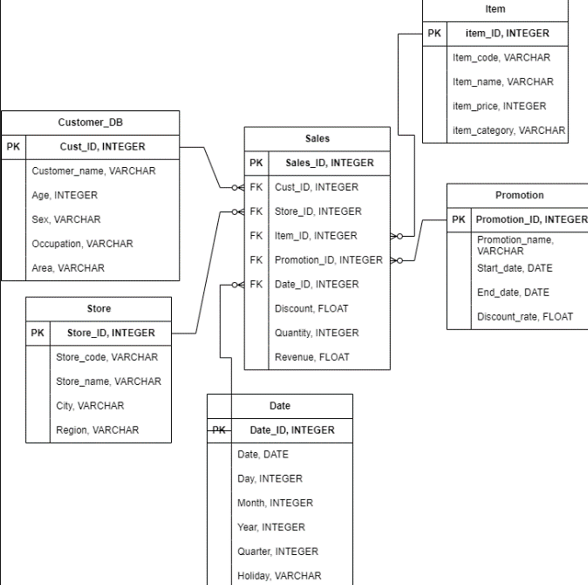 Item
PK item_ID, INTEGER
Item_code, VARCHAR
Item_name, VARCHAR
item_price, INTEGER
item_category, VARCHAR
Customer_DB
PK Cust_ID, INTEGER
Customer_name, VARCHAR
Age, INTEGER
Sex, VARCHAR
Occupation, VARCHAR
Area, VARCHAR
Sales
PK Sales_ID, INTEGER
FK Cust_ID, INTEGER
FK Store_ID, INTEGER
FK Item_ID, INTEGER
FK Promotion_ID, INTEGER
FK Date_ID, INTEGER
Discount, FLOAT
Quantity, INTEGER
Revenue, FLOAT
Promotion
PK Promotion_ID, INTEGER
Promotion_name,
VARCHAR
Start_date, DATE
End_date, DATE
Discount_rate, FLOAT
Store
PK Store_ID, INTEGER
Store_code, VARCHAR
Store_name, VARCHAR
City, VARCHAR
Region, VARCHAR
Date
PK Date_ID, INTEGER
Date, DATE
Day, INTEGER
Month, INTEGER
Year, INTEGER
Quarter, INTEGER
Holiday, VARCHAR